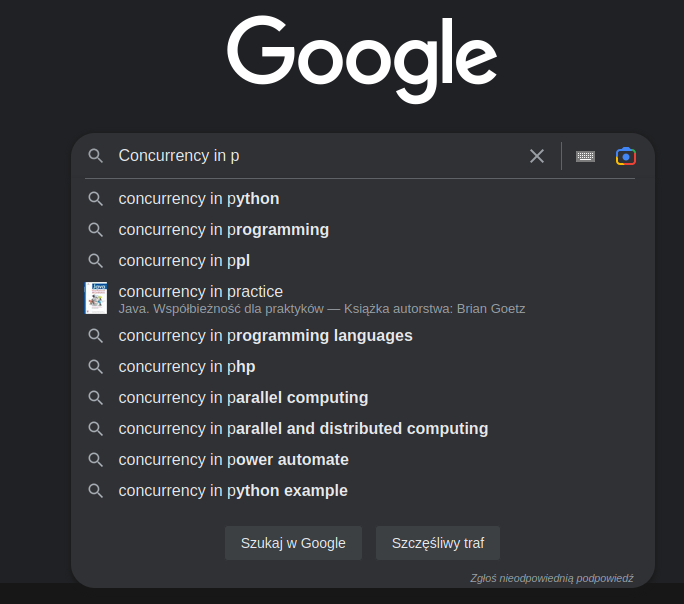 Google
Concurrency in p
concurrency in python
concurrency in programming
concurrency in ppl
concurrency in practice
Java. Współbieżność dla praktyków — Książka autorstwa: Brian Goetz
concurrency in programming languages
concurrency in php
concurrency in parallel computing
concurrency in parallel and distributed computing
concurrency in power automate
concurrency in python example
Szukaj w Google
Szczęśliwy traf
Zgłoś nieodpowiednią podpowiedź